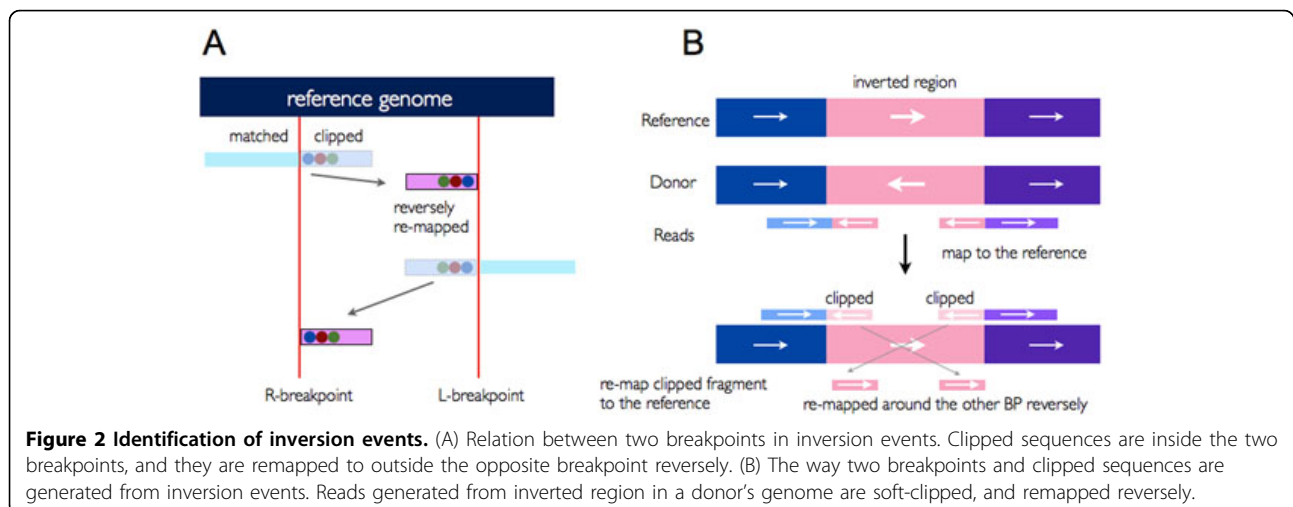 A
reference genome
matched
clipped
reversely
re-mapped
R-breakpoint
L-breakpoint
B
inverted region
Reference
Donor
Reads
map to the reference
clipped
clipped
re-map clipped fragment
to the reference
re-mapped around the other BP reversely
Figure 2 Identification of inversion events. (A) Relation between two breakpoints in inversion events. Clipped sequences are inside the two
breakpoints, and they are remapped to outside the opposite breakpoint reversely. (B) The way two breakpoints and clipped sequences are
generated from inversion events. Reads generated from inverted region in a donor's genome are soft-clipped, and remapped reversely.